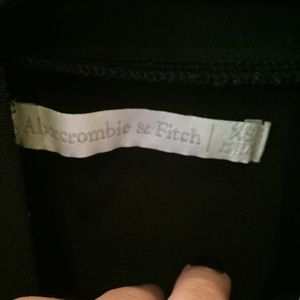 Abercrombie & Fitch | XS